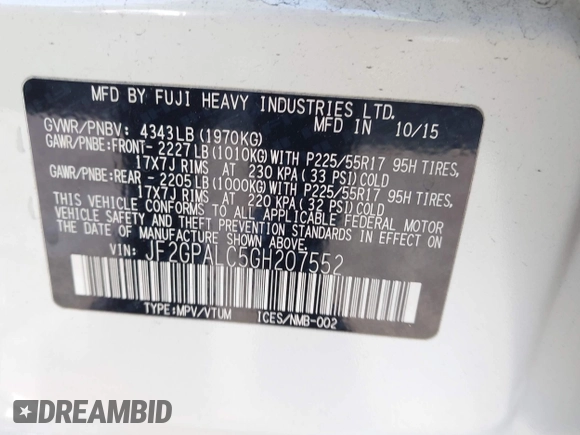 MFD BY FUJI HEAVY INDUSTRIES LTD.
MFD IN 10/15
GVWR/PNBV: 4343LB (1970KG)
GAWR/PNBE:FRONT- 2227LB (1010KG)WITH P225/55R17 95H TIRES,
17X7J RIMS AT 230 KPA (33 PSI)COLD
GAWR/PNBE:REAR - 2205LB (1000KG)WITH P225/55R17 95H TIRES,
17X7J RIMS AT 220 KPA (32 PSI)COLD
THIS VEHICLE CONFORMS TO ALL APPLICABLE FEDERAL MOTOR
VEHICLE SAFETY AND THEFT PREVENTION STANDARDS IN EFFECT ON
THE DATE OF MANUFACTURE SHOWN ABOVE.
VIN: JF2GPALC5GH207552
TYPE:MPV/VTUM ICES/NMB-002
DREAMBID